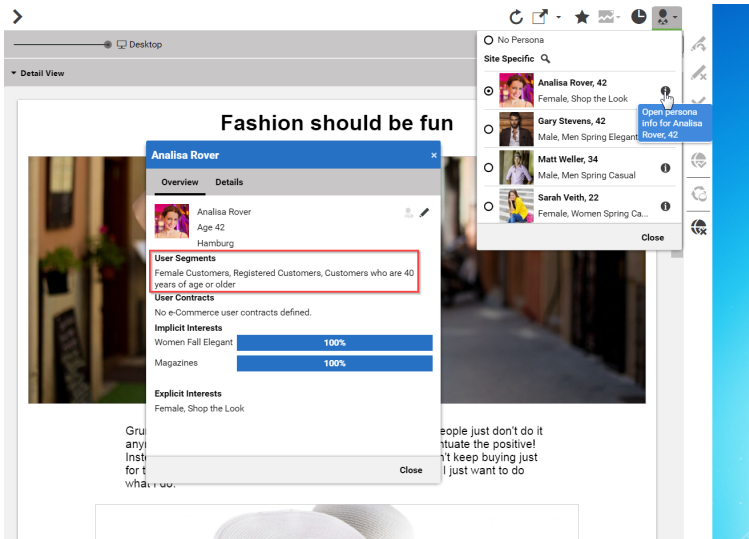 Desktop
Detail View
Fashion should be fun
No Persona
Site Specific
Analisa Rover, 42
Female, Shop the Look
Open persona
info for Analisa
Rover, 42
Gary Stevens, 42
Male, Men Spring Elegant
Matt Weller, 34
Male, Men Spring Casual
Sarah Veith, 22
Female, Women Spring Ca...
Close
Analisa Rover
×
Overview Details
Analisa Rover
Age 42
Hamburg
User Segments
Female Customers, Registered Customers, Customers who are 40
years of age or older
User Contracts
No e-Commerce user contracts defined.
Implicit Interests
Women Fall Elegant 100%
Magazines 100%
Explicit Interests
Female, Shop the Look
Close
eople just don't do it
the positive!
keep buying just
I just want to do
what I do.